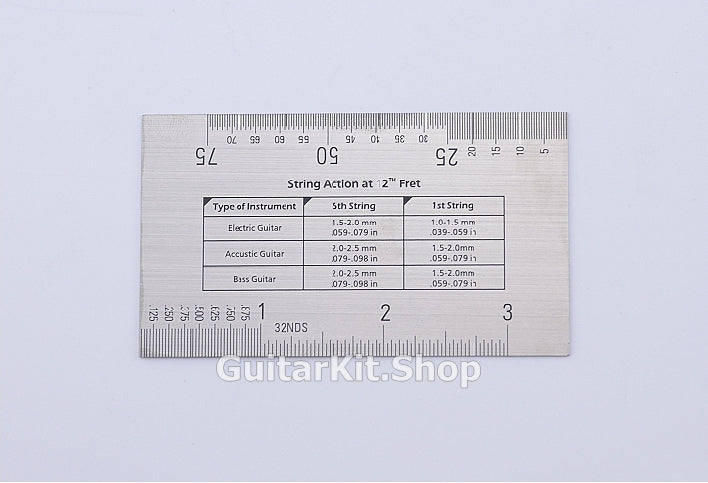 70 65 60 55 45 40 35 30 20 15 10 5
75 50 25
String Action at 12™ Fret
Type of Instrument 5th String 1st String
Electric Guitar 1.5-2.0 mm 1.0-1.5 mm
.059-.079 in .039-.059 in
Accustic Guitar 2.0-2.5 mm 1.5-2.0mm
.079-.098 in .059-.079 in
Bass Guitar 2.0-2.5 mm 1.5-2.0mm
.079-.098 in .059-.079 in
.125 .250 .375 .500 .625 .750 .875 1 2 3
32NDS
GuitarKit.Shop